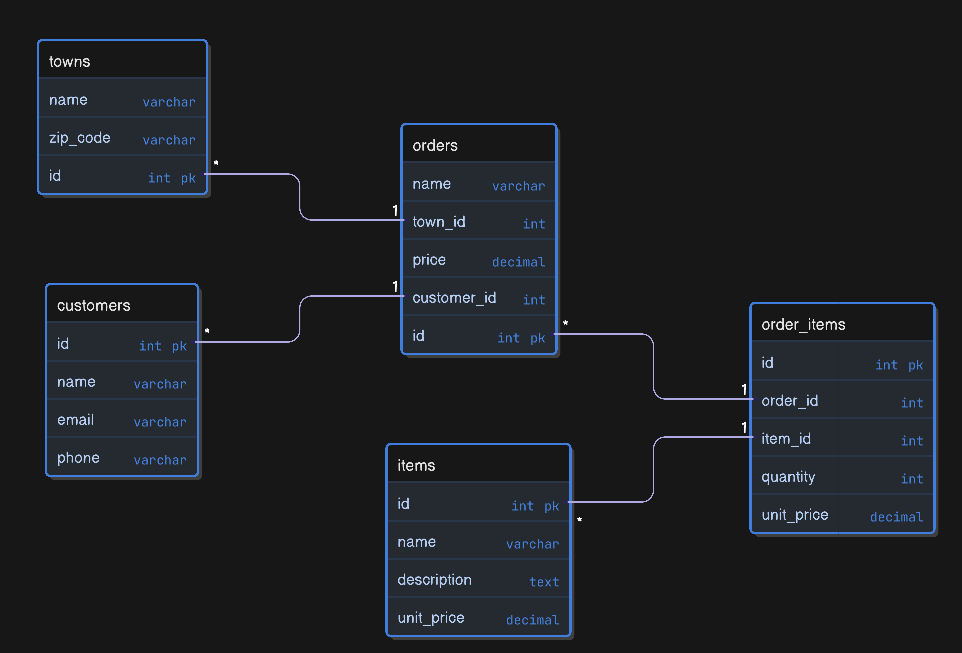 towns
name varchar
zip_code varchar
id int pk
*
orders
name varchar
1
town_id int
price decimal
1
customer_id int
id int pk
*
customers
*
id int pk
name varchar
email varchar
phone varchar
order_items
id int pk
1
order_id int
1
item_id int
quantity int
unit_price decimal
items
id int pk
*
name varchar
description text
unit_price decimal